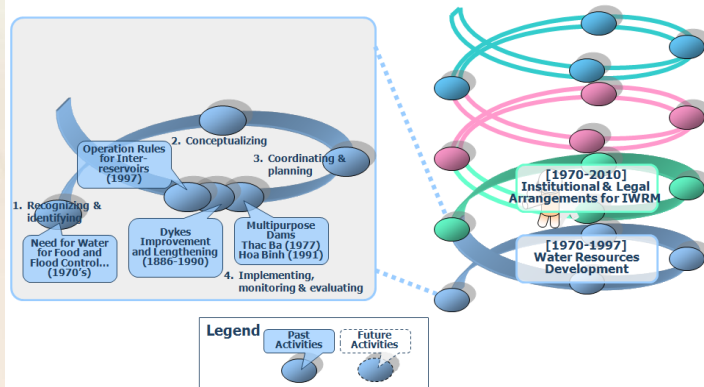 2. Conceptualizing
Operation Rules
for Inter-
reservoirs
(1997)
3. Coordinating &
planning
1. Recognizing &
identifying
Need for Water
for Food and
Flood Control...
(1970's)
Dykes
Improvement
and Lengthening
(1886-1990)
Multipurpose
Dams
Thac Ba (1977)
Hoa Binh (1991)
4. Implementing,
monitoring & evaluating
[1970-2010]
Institutional & Legal
Arrangements for IWRM
[1970-1997]
Water Resources
Development
Legend
Past
Activities
Future
Activities